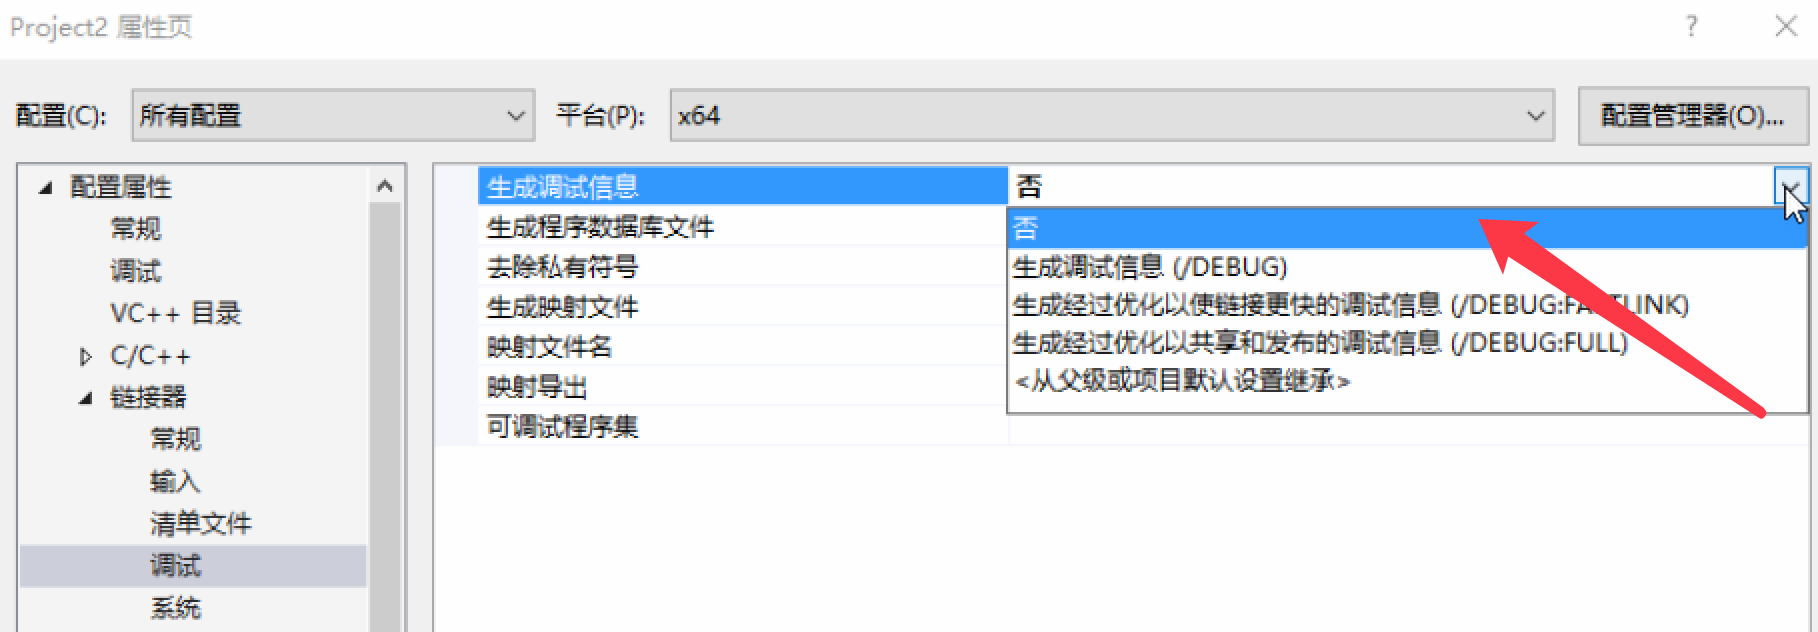 Project2 属性页
?
配置(C): 所有配置 平台(P): x64 配置管理器(O)...
配置属性
常规
调试
VC++ 目录
C/C++
链接器
常规
输入
清单文件
调试
系统
生成调试信息 否
生成程序数据库文件
去除私有符号
生成映射文件
映射文件名
映射导出
可调试程序集
否
生成调试信息 (/DEBUG)
生成经过优化以使链接更快的调试信息 (/DEBUG:FASTLINK)
生成经过优化以共享和发布的调试信息 (/DEBUG:FULL)
<从父级或项目默认设置继承>